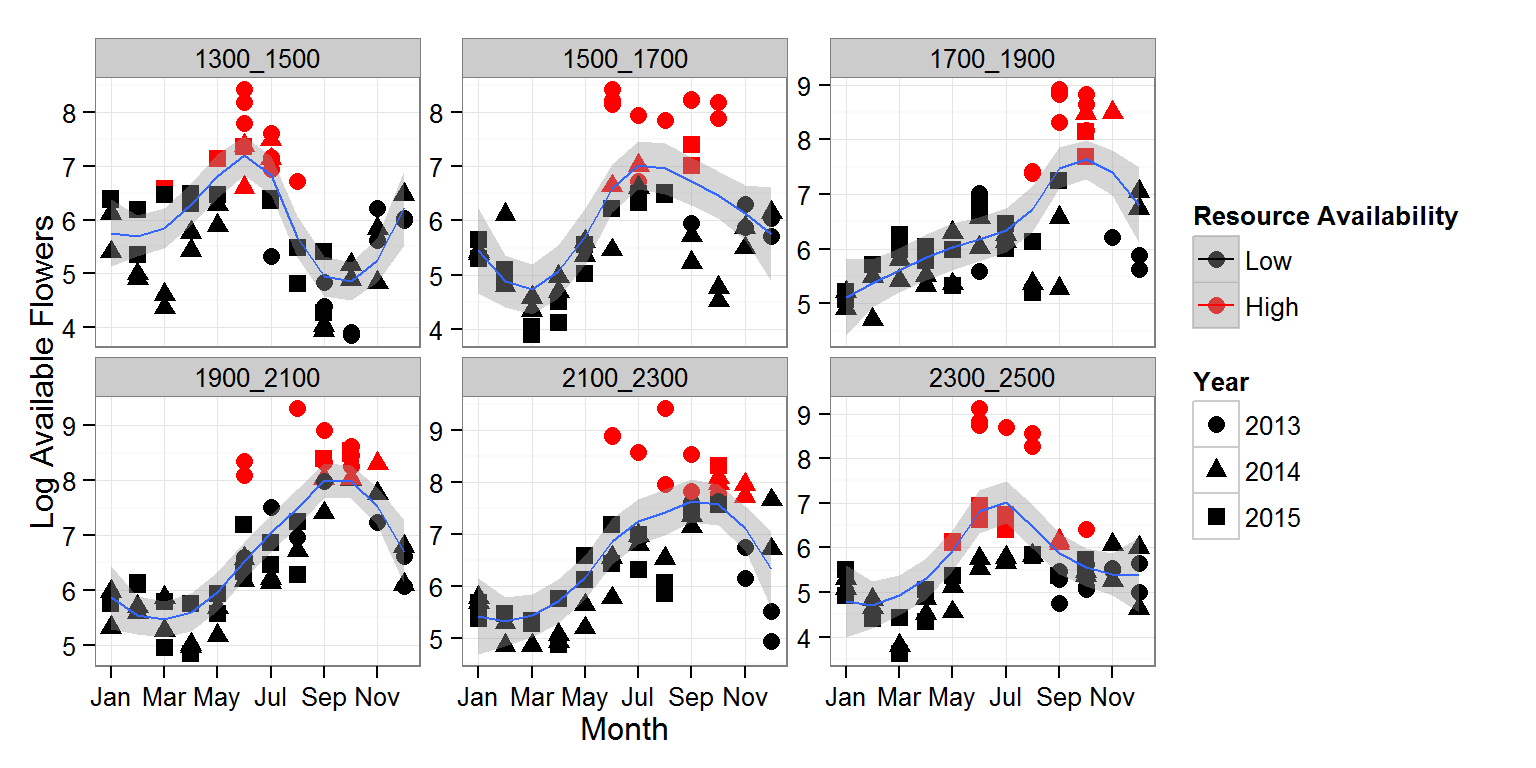 1300_1500 1500_1700 1700_1900
8 8 9
7 7 8
6 6 7
5 5 6
4 4 5
1900_2100 2100_2300 2300_2500
9 9 9
8 8 8
7 7 7
6 6 6
5 5 5
4
Jan Mar May Jul Sep Nov Jan Mar May Jul Sep Nov Jan Mar May Jul Sep Nov
Month
Log Available Flowers
Resource Availability
Low
High
Year
2013
2014
2015